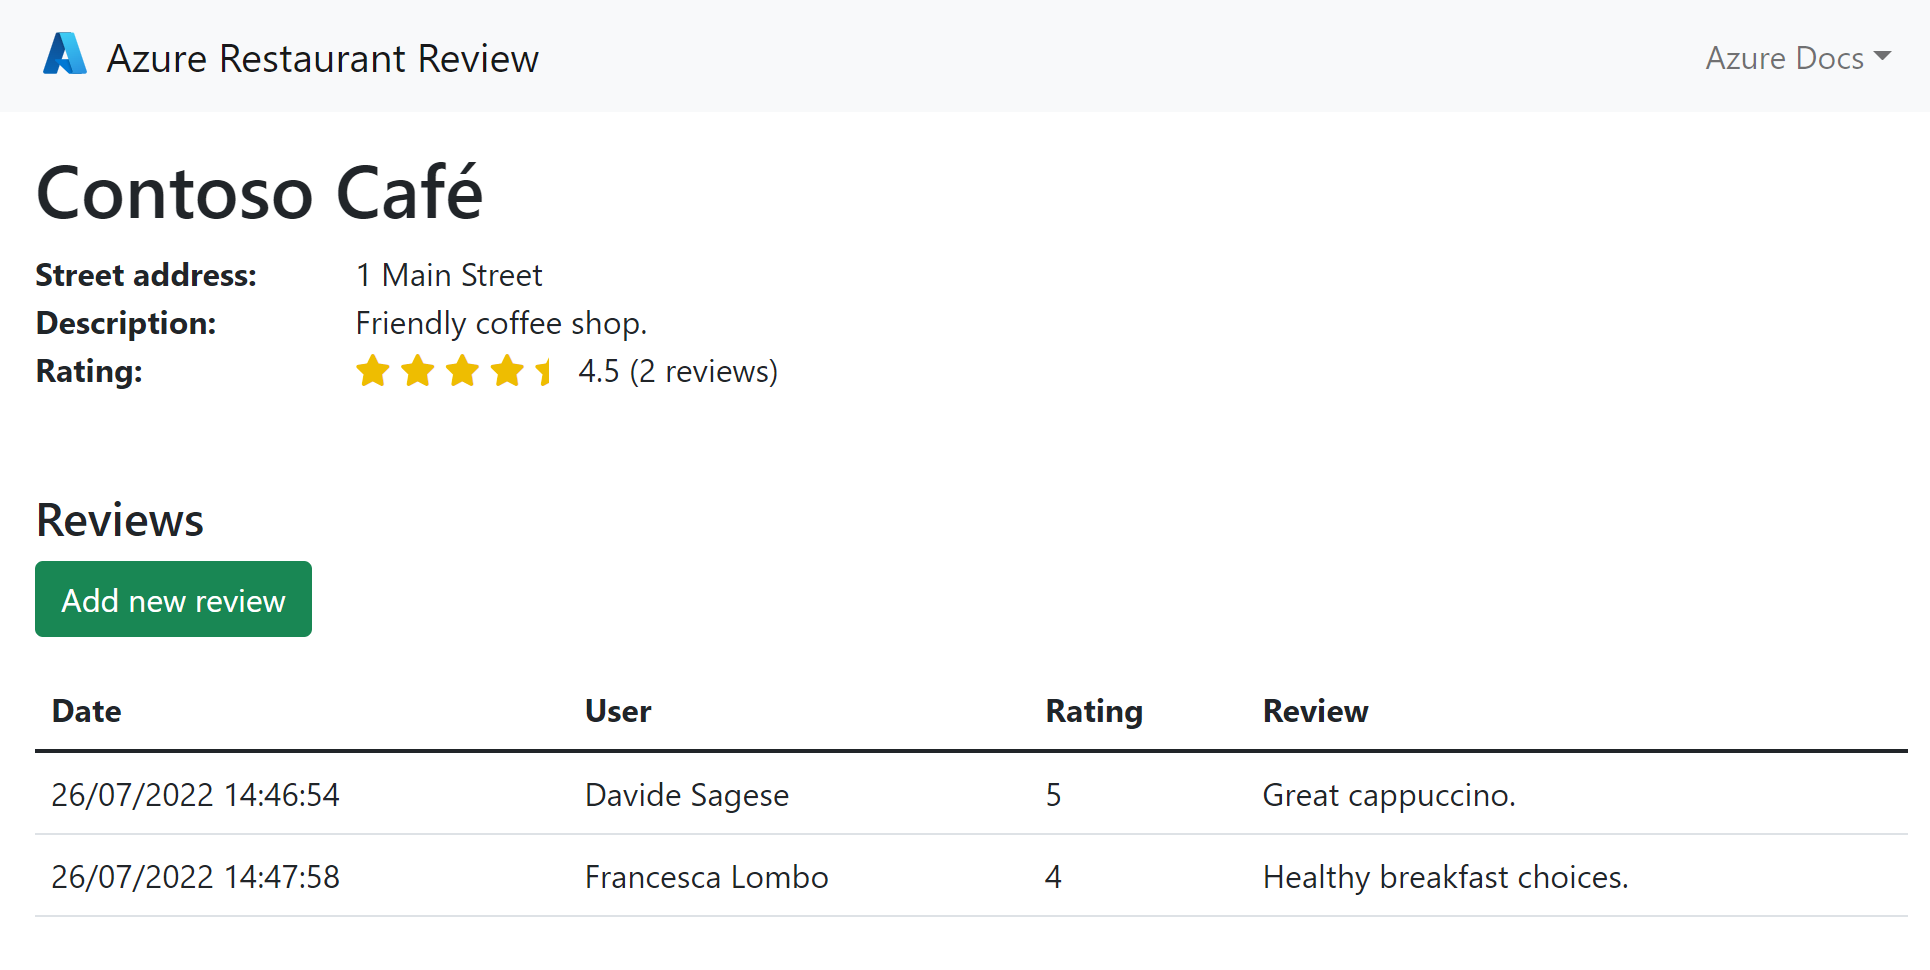 Azure Restaurant Review Azure Docs
Contoso Café
Street address: 1 Main Street
Description: Friendly coffee shop.
Rating: 4.5 (2 reviews)
Reviews
Add new review
Date User Rating Review
26/07/2022 14:46:54 Davide Sagese 5 Great cappuccino.
26/07/2022 14:47:58 Francesca Lombo 4 Healthy breakfast choices.